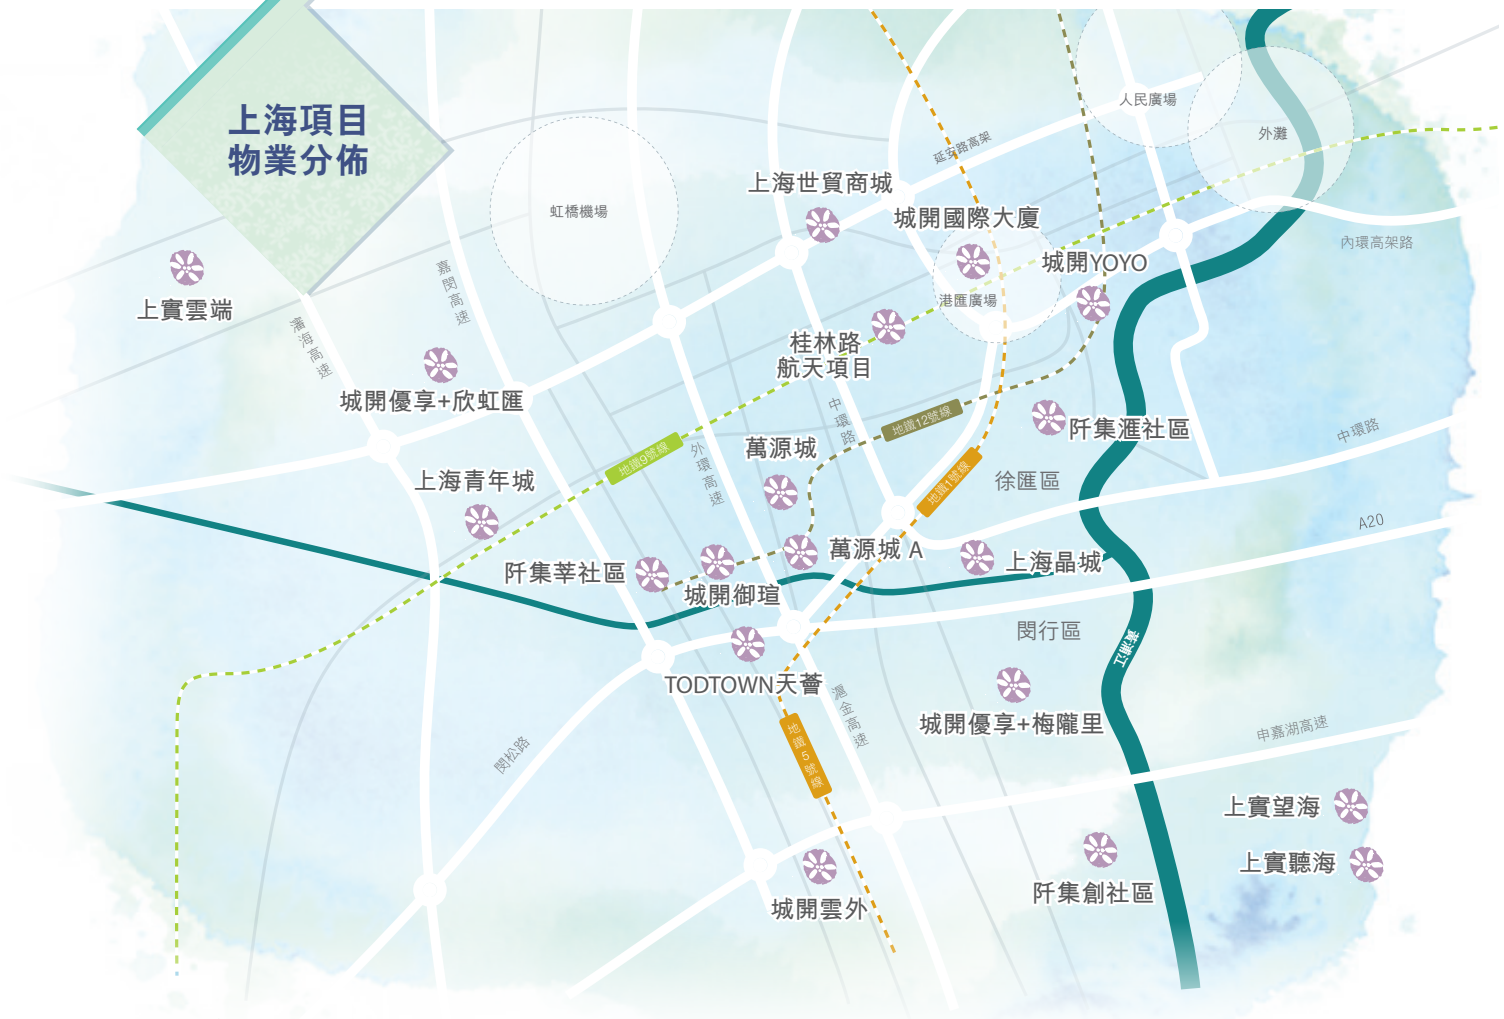 上海項目
物業分佈
人民廣場
外灘
延安路高架
虹橋機場
上海世貿商城
城開國際大廈
內環高架路
城開YOYO
上實雲端
嘉閔高速
港匯廣場
瀋海高速
桂林路
航天項目
城開優享+欣虹匯
中環路
地鐵12號線
阡集滙社區
中環路
地鐵9號線
外環高速
萬源城
上海青年城
地鐵1號線
徐匯區
A20
萬源城 A
上海晶城
阡集莘社區
城開御瑄
閔行區
黃浦江
TODTOWN天薈
滬金高速
城開優享+梅隴里
申嘉湖高速
閔松路
地鐵5號線
上實望海
上實聽海
阡集創社區
城開雲外